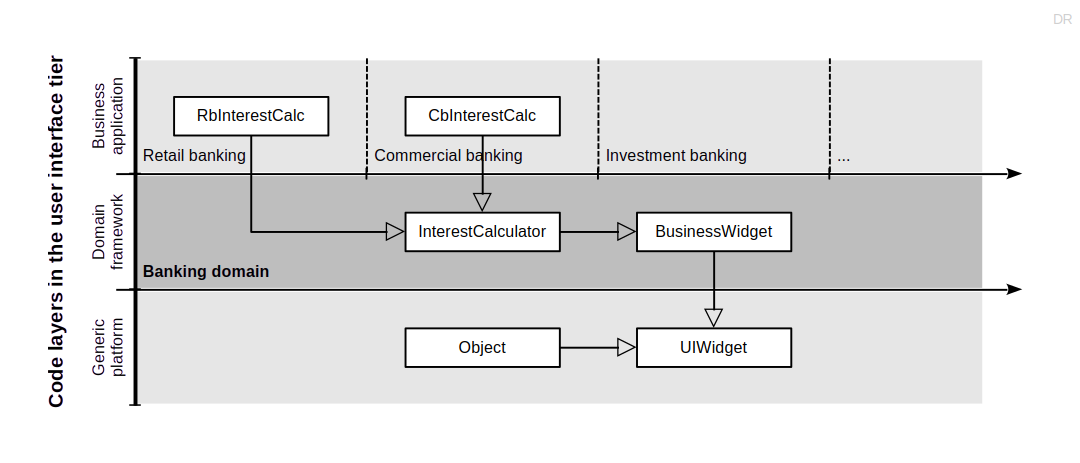 DR
Code layers in the user interface tier
Business
application
RbInterestCalc
CbInterestCalc
Retail banking
Commercial banking
Investment banking
...
Domain
framework
InterestCalculator
BusinessWidget
Banking domain
Generic
platform
Object
UIWidget